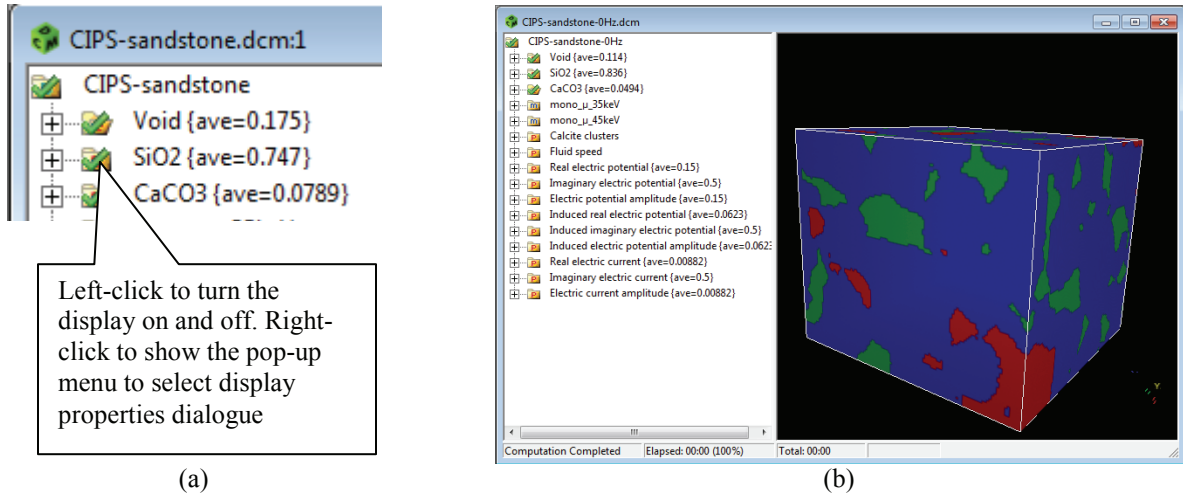 CIPS-sandstone.dcm:1
CIPS-sandstone
Void {ave=0.175}
SiO2 {ave=0.747}
CaCO3 {ave=0.0789}
Left-click to turn the
display on and off. Right-
click to show the pop-up
menu to select display
properties dialogue
(a)
CIPS-sandstone-0Hz.dcm
CIPS-sandstone-0Hz
Void {ave=0.114}
SiO2 {ave=0.836}
CaCO3 {ave=0.0494}
mono_μ_35keV
mono_μ_45keV
Calcite clusters
Fluid speed
Real electric potential {ave=0.15}
Imaginary electric potential {ave=0.5}
Electric potential amplitude {ave=0.15}
Induced real electric potential {ave=0.0623}
Induced imaginary electric potential {ave=0.5}
Induced electric potential amplitude {ave=0.062
Real electric current {ave=0.00882}
Imaginary electric current {ave=0.5}
Electric current amplitude {ave=0.00882}
Y
Computation Completed Elapsed: 00:00 (100%) Total: 00:00
(b)